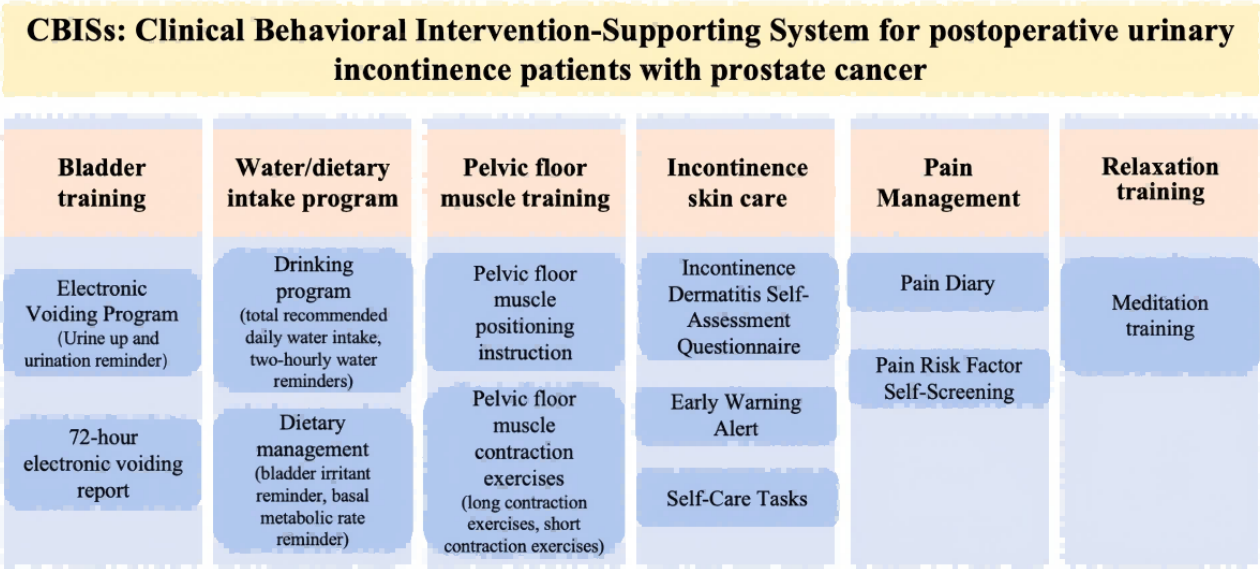 CBISs: Clinical Behavioral Intervention-Supporting System for postoperative urinary
incontinence patients with prostate cancer
Bladder
training
Electronic
Voiding Program
(Urine up and
urination reminder)
72-hour
electronic voiding
report
Water/dietary
intake program
Drinking
program
(total recommended
daily water intake,
two-hourly water
reminders)
Dietary
management
(bladder irritant
reminder, basal
metabolic rate
reminder)
Pelvic floor
muscle training
Pelvic floor
muscle
positioning
instruction
Pelvic floor
muscle
contraction
exercises
(long contraction
exercises, short
contraction exercises)
Incontinence
skin care
Incontinence
Dermatitis Self-
Assessment
Questionnaire
Early Warning
Alert
Self-Care Tasks
Pain
Management
Pain Diary
Pain Risk Factor
Self-Screening
Relaxation
training
Meditation
training